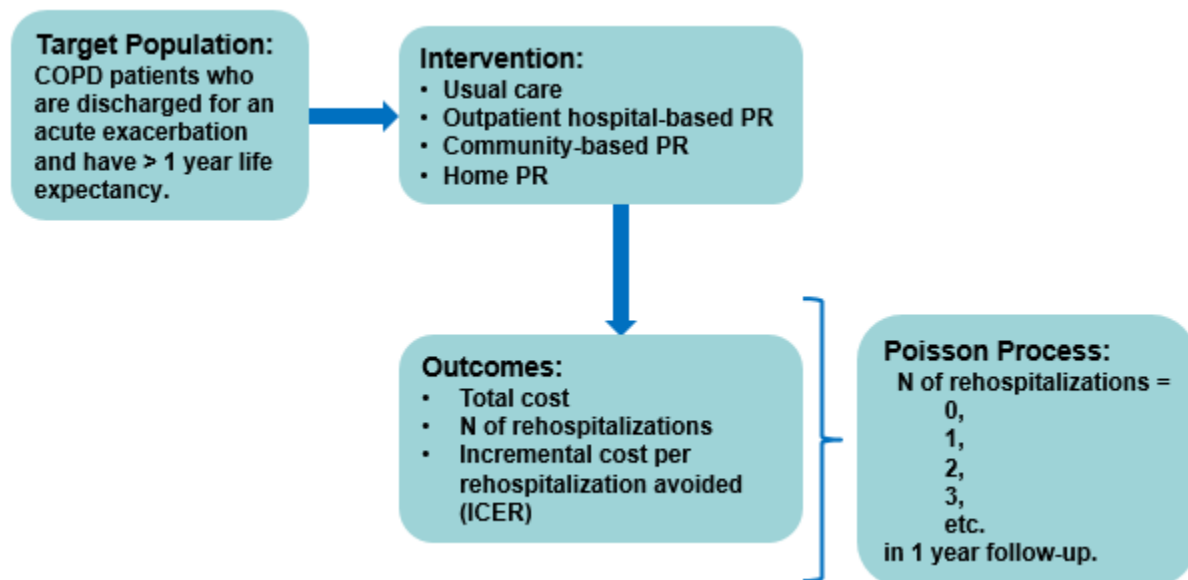 Target Population:
COPD patients who
are discharged for an
acute exacerbation
and have > 1 year life
expectancy.
Intervention:
• Usual care
• Outpatient hospital-based PR
• Community-based PR
• Home PR
Outcomes:
• Total cost
• N of rehospitalizations
• Incremental cost per
rehospitalization avoided
(ICER)
Poisson Process:
N of rehospitalizations =
0,
1,
2,
3,
etc.
in 1 year follow-up.